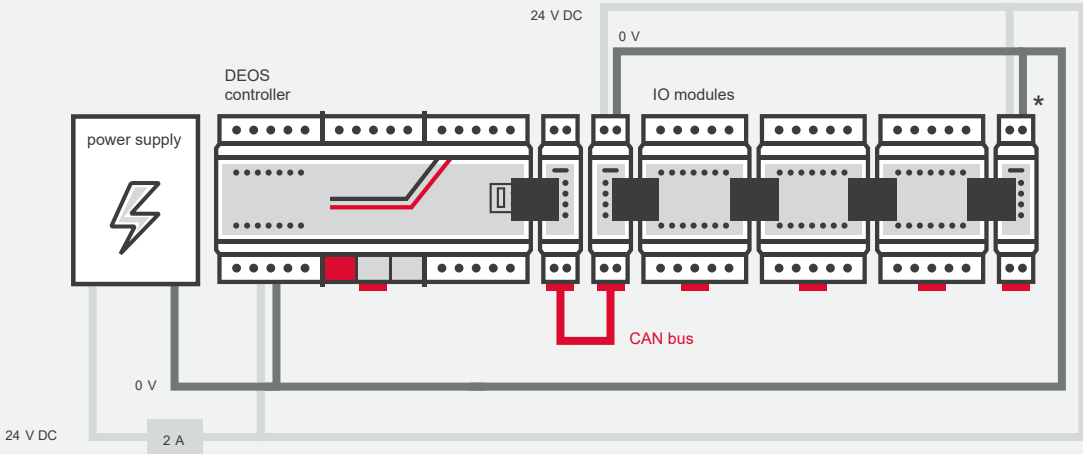 24 V DC
0 V
DEOS
controller
IO modules
*
power supply
CAN bus
0 V
24 V DC
2 A